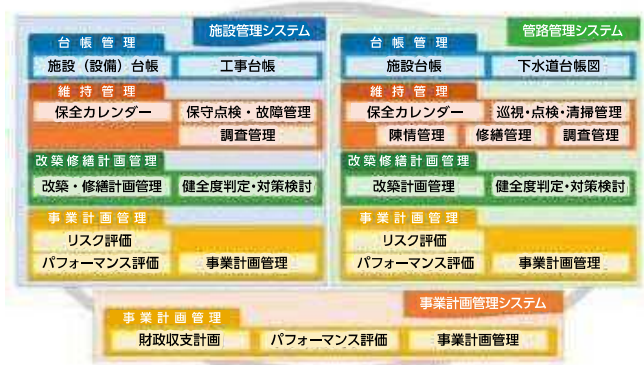 施設管理システム
台帳管理
施設（設備）台帳 工事台帳
維持管理
保全カレンダー 保守点検・故障管理
調査管理
改築修繕計画管理
改築・修繕計画管理 健全度判定・対策検討
事業計画管理
リスク評価
パフォーマンス評価 事業計画管理
管路管理システム
台帳管理
施設台帳 下水道台帳図
維持管理
保全カレンダー 巡視・点検・清掃管理
陳情管理 修繕管理 調査管理
改築修繕計画管理
改築計画管理 健全度判定・対策検討
事業計画管理
リスク評価
パフォーマンス評価 事業計画管理
事業計画管理システム
事業計画管理
財政収支計画 パフォーマンス評価 事業計画管理